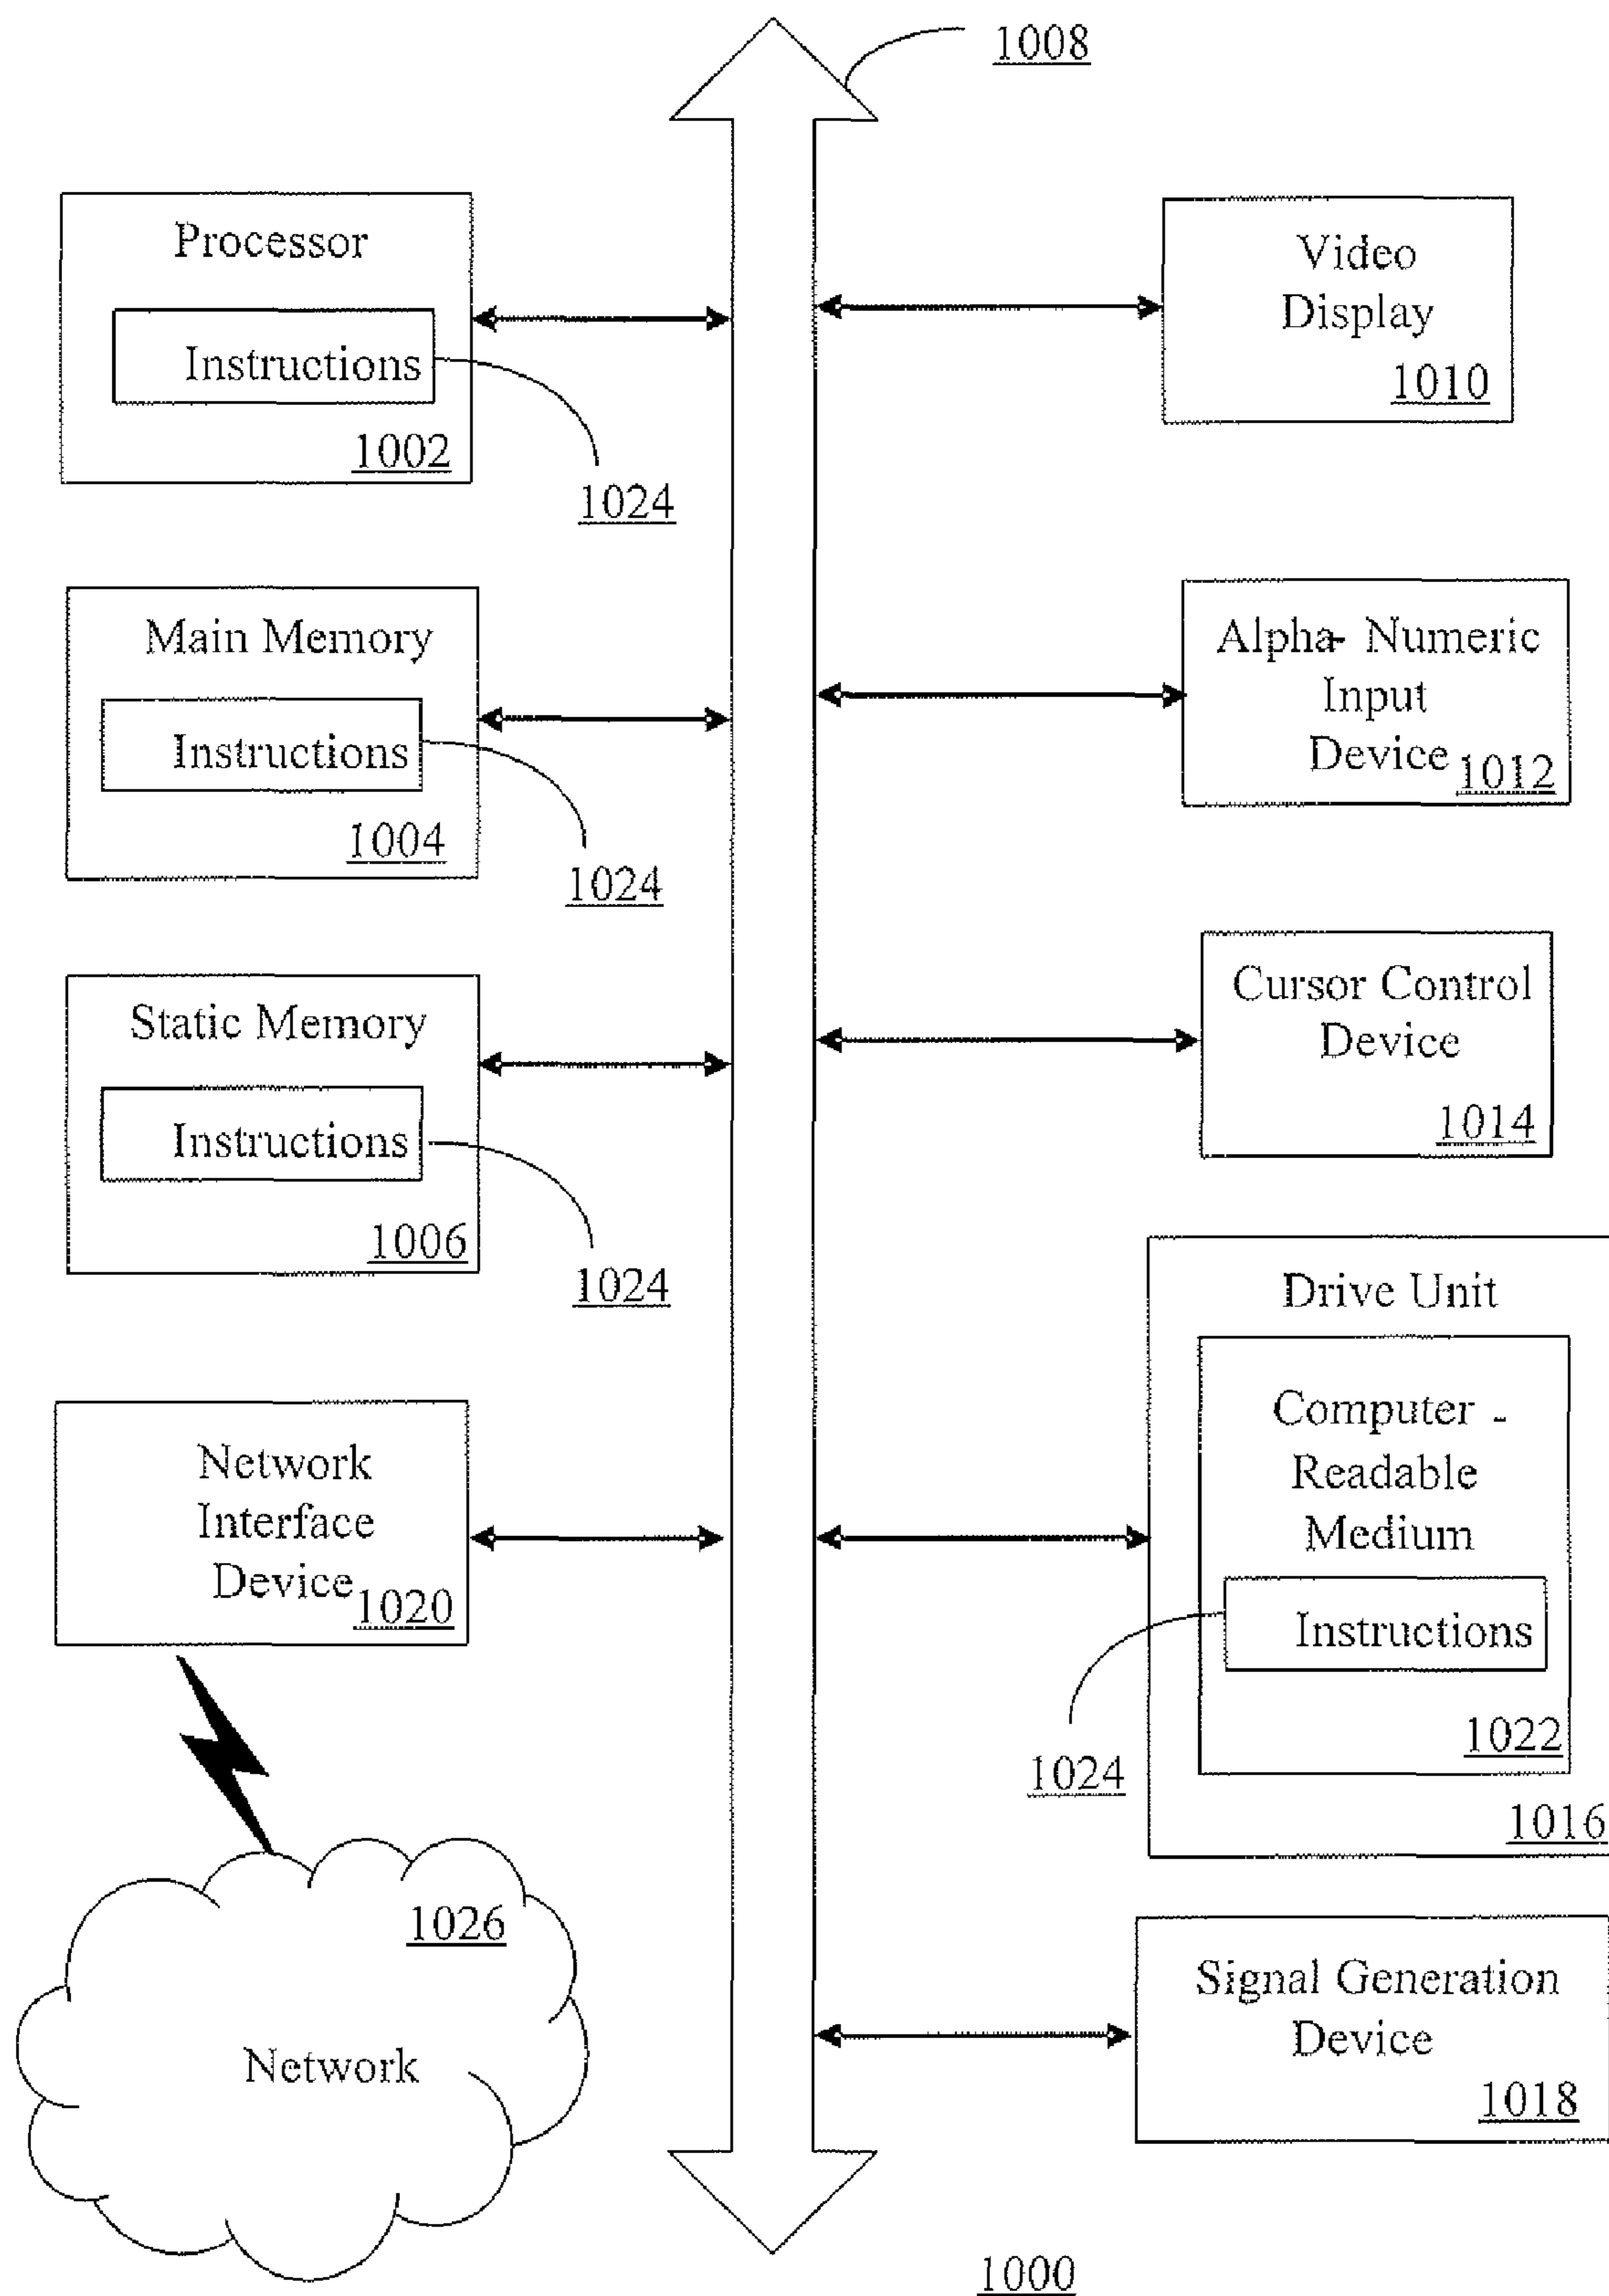 1008
Processor
Instructions
1002
1024
Main Memory
Instructions
1004
1024
Static Memory
Instructions
1006
1024
Network
Interface
Device
1020
1026
Network
Video
Display
1010
Alpha- Numeric
Input
Device
1012
Cursor Control
Device
1014
Drive Unit
Computer -
Readable
Medium
Instructions
1022
1024
1016
Signal Generation
Device
1018
1000